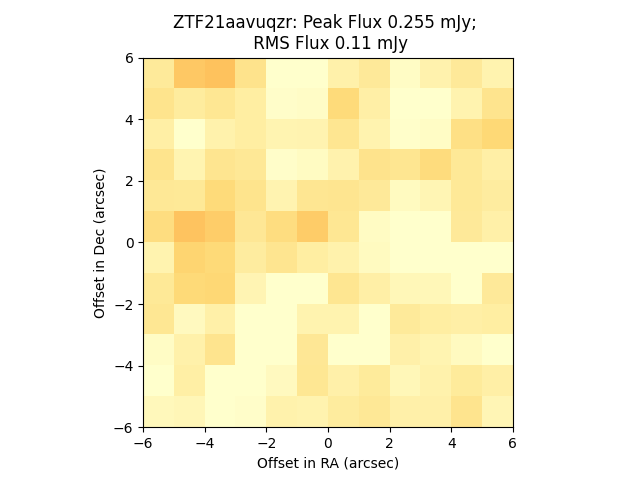 ZTF21aavuqzr: Peak Flux 0.255 mJy;
RMS Flux 0.11 mJy
6
4
2
0
−2
−4
−6
Offset in Dec (arcsec)
−6 −4 −2 0 2 4 6
Offset in RA (arcsec)